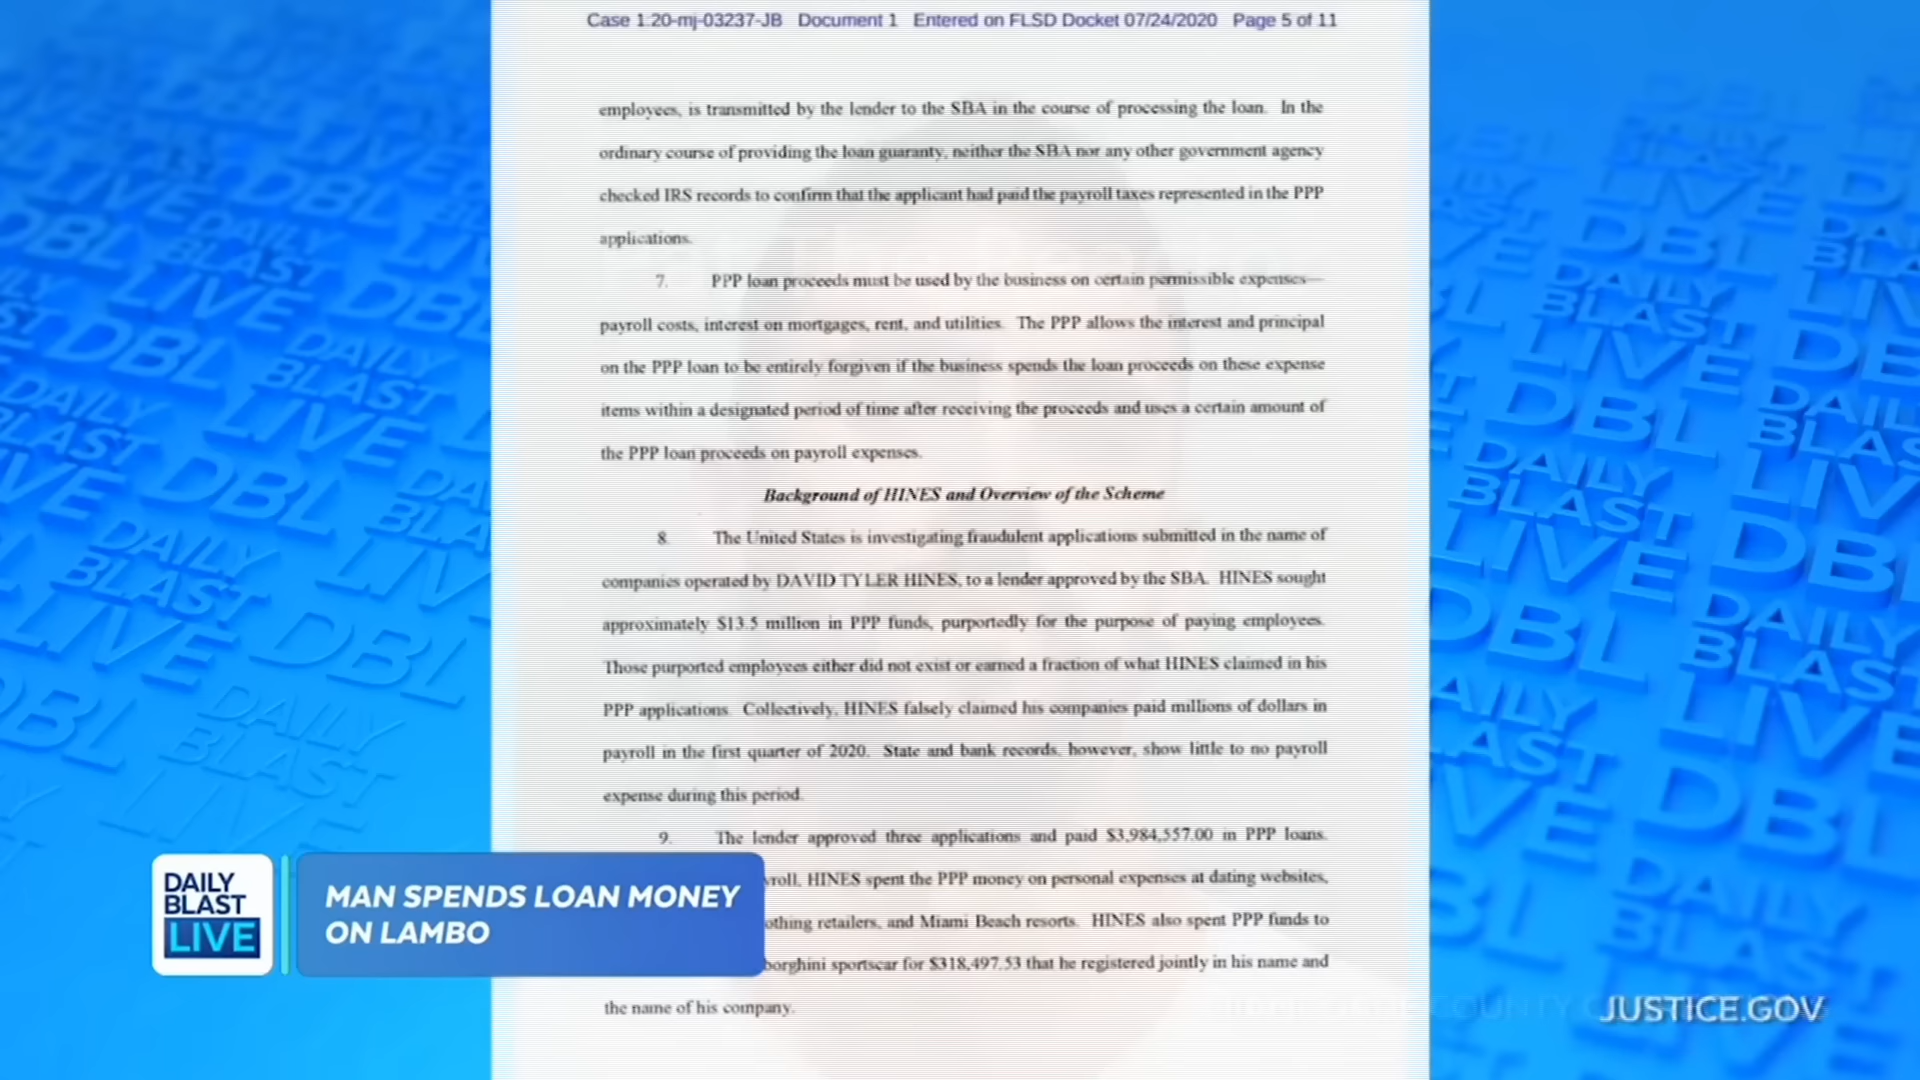 Case 1:20-mj-03237-JB Document 1 Entered on FLSD Docket 07/24/2020 Page 5 of 11
employees, is transmitted by the lender to the SBA in the course of processing the loan. In the
ordinary course of providing the loan guaranty, neither the SBA nor any other government agency
checked IRS records to confirm that the applicant had paid the payroll taxes represented in the PPP
applications.
7. PPP loan proceeds must be used by the business on certain permissible expenses—
payroll costs, interest on mortgages, rent, and utilities. The PPP allows the interest and principal
on the PPP loan to be entirely forgiven if the business spends the loan proceeds on these expense
items within a designated period of time after receiving the proceeds and uses a certain amount of
the PPP loan proceeds on payroll expenses.
Background of HINES and Overview of the Scheme
8. The United States is investigating fraudulent applications submitted in the name of
companies operated by DAVID TYLER HINES, to a lender approved by the SBA. HINES sought
approximately $13.5 million in PPP funds, purportedly for the purpose of paying employees.
Those purported employees either did not exist or earned a fraction of what HINES claimed in his
PPP applications. Collectively, HINES falsely claimed his companies paid millions of dollars in
payroll in the first quarter of 2020. State and bank records, however, show little to no payroll
expense during this period.
9. The lender approved three applications and paid $3,984,557.00 in PPP loans.
yroll, HINES spent the PPP money on personal expenses at dating websites,
othing retailers, and Miami Beach resorts. HINES also spent PPP funds to
borghini sportscar for $318,497.53 that he registered jointly in his name and
the name of his company.
DAILY
BLAST
LIVE
MAN SPENDS LOAN MONEY
ON LAMBO
JUSTICE.GOV